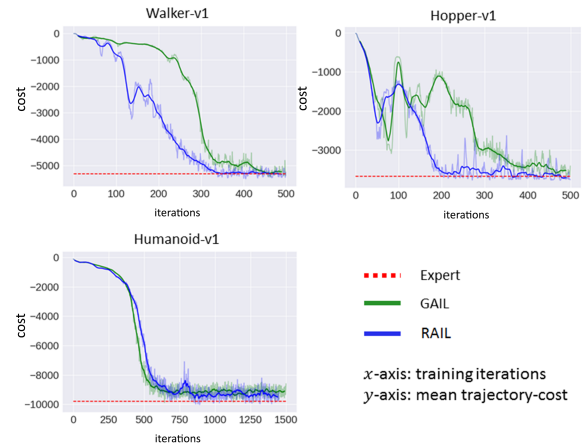 Walker-v1
0
−1000
−2000
−3000
−4000
−5000
cost
0
100
200
300
400
500
iterations
Hopper-v1
0
−1000
−2000
−3000
cost
0
100
200
300
400
500
iterations
Humanoid-v1
0
−2000
−4000
−6000
−8000
−10000
cost
0
250
500
750
1000
1250
1500
iterations
Expert
GAIL
RAIL
x-axis: training iterations
y-axis: mean trajectory-cost